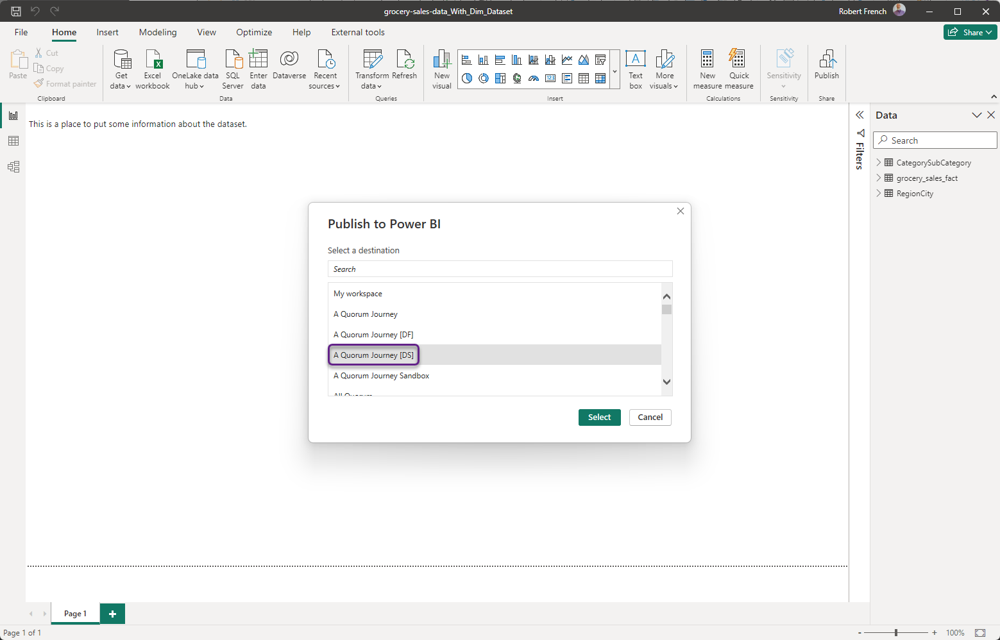 grocery-sales-data_With_Dim_Dataset
Robert French
File Home Insert Modeling View Optimize Help External tools
Share
Paste
Cut
Copy
Format painter
Clipboard
Get data
Excel workbook
OneLake data hub
SQL Server
Enter data
Dataverse
Recent sources
Data
Transform data
Refresh
Queries
New visual
Text box
More visuals
Insert
New measure
Quick measure
Calculations
Sensitivity
Sensitivity
Publish
Share
This is a place to put some information about the dataset.
Filters
Data
Search
CategorySubCategory
grocery_sales_fact
RegionCity
Publish to Power BI
Select a destination
Search
My workspace
A Quorum Journey
A Quorum Journey [DF]
A Quorum Journey [DS]
A Quorum Journey Sandbox
All Quorum
Select Cancel
Page 1
Page 1 of 1
100%